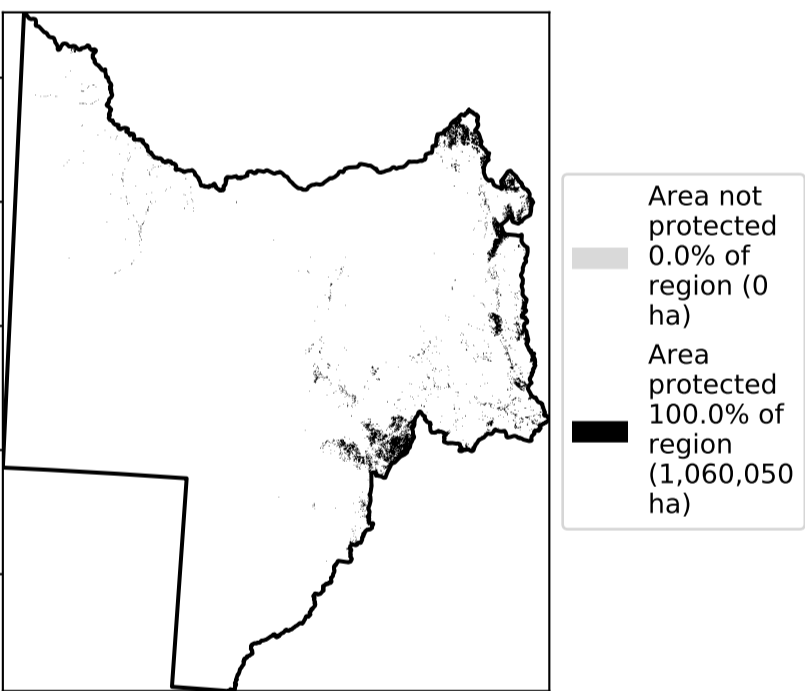 Area not
protected
0.0% of
region (0
ha)
Area
protected
100.0% of
region
(1,060,050
ha)